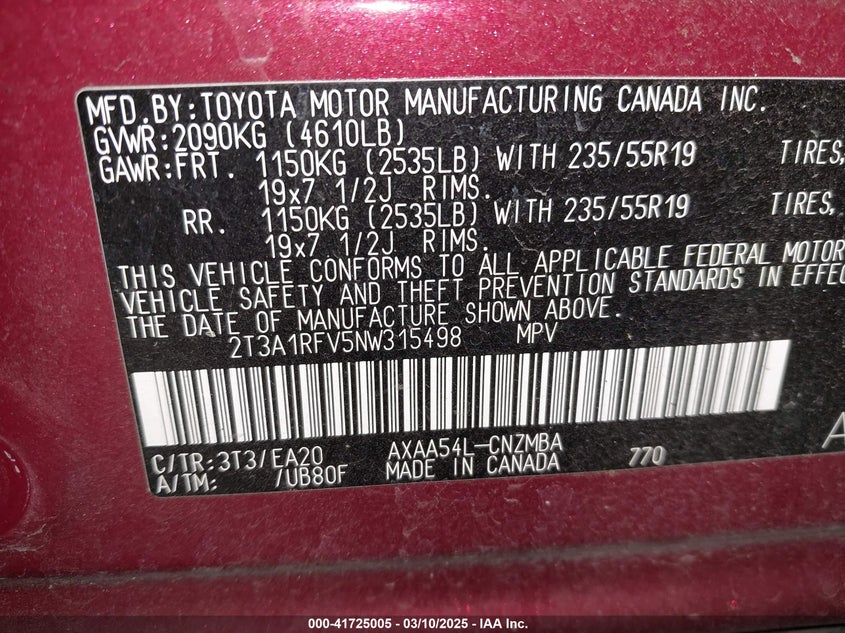 MFD.BY:TOYOTA MOTOR MANUFACTURING CANADA INC.
GVWR:2090KG (4610LB)
GAWR:FRT. 1150KG (2535LB) WITH 235/55R19 TIRES,
19x7 1/2J RIMS.
RR. 1150KG (2535LB) WITH 235/55R19 TIRES,
19x7 1/2J RIMS.
THIS VEHICLE CONFORMS TO ALL APPLICABLE FEDERAL MOTOR
VEHICLE SAFETY AND THEFT PREVENTION STANDARDS IN EFFEC
THE DATE OF MANUFACTURE SHOWN ABOVE.
2T3A1RFV5NW315498 MPV
C/TR:3T3/EA20 AXAA54L-CNZMBA 770
A/TM: /UB80F MADE IN CANADA
000-41725005 — 03/10/2025 — IAA Inc.